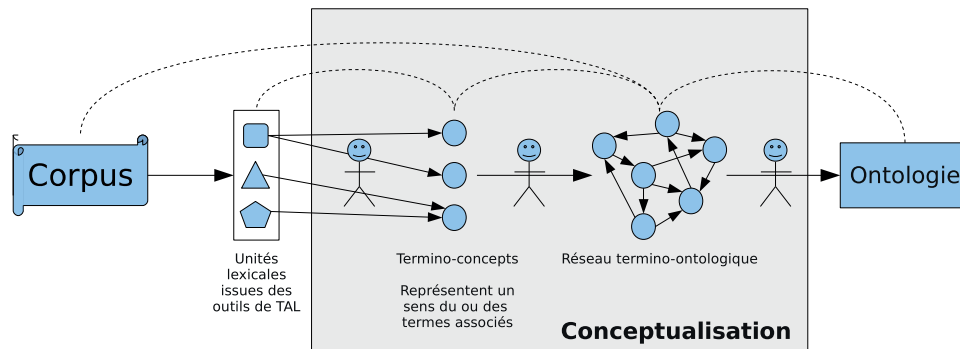 Corpus
Unités
lexicales
issues des
outils de TAL
Termino-concepts
Représentent un
sens du ou des
termes associés
Réseau termino-ontologique
Ontologie
Conceptualisation